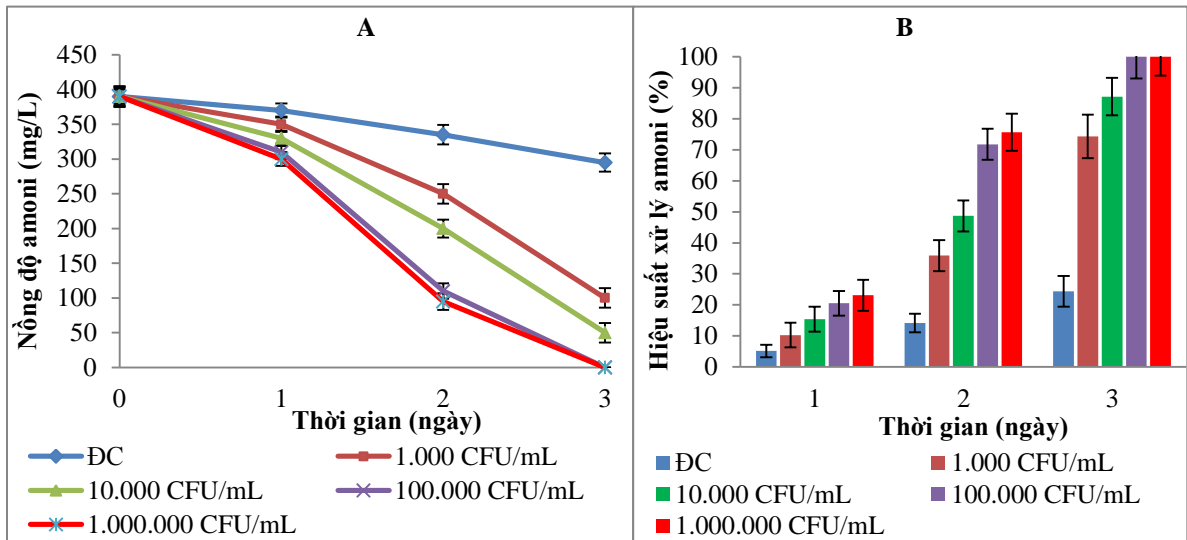 A
Nồng độ amoni (mg/L)
450
400
350
300
250
200
150
100
50
0
0 1 2 3
Thời gian (ngày)
ĐC 1.000 CFU/mL
10.000 CFU/mL 100.000 CFU/mL
1.000.000 CFU/mL
B
Hiệu suất xử lý amoni (%)
100
90
80
70
60
50
40
30
20
10
0
1 2 3
Thời gian (ngày)
ĐC 1.000 CFU/mL
10.000 CFU/mL 100.000 CFU/mL
1.000.000 CFU/mL